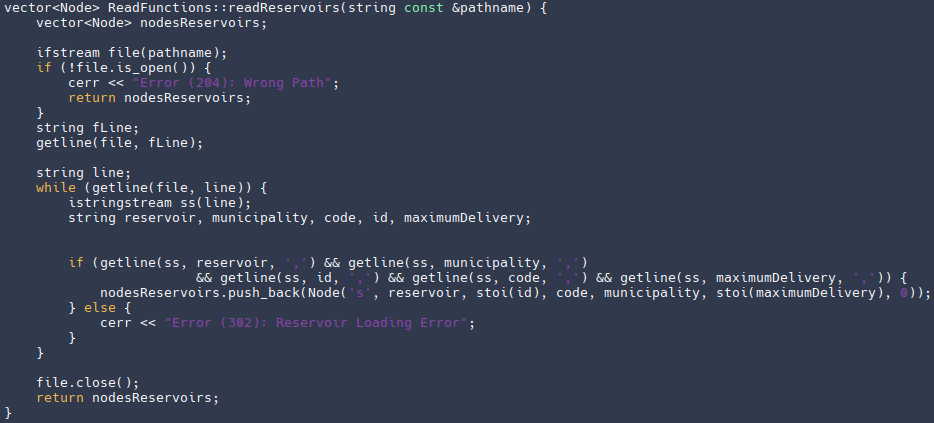 vector<Node> ReadFunctions::readReservoirs(string const &pathname) {
    vector<Node> nodesReservoirs;

    ifstream file(pathname);
    if (!file.is_open()) {
        cerr << "Error (204): Wrong Path";
        return nodesReservoirs;
    }
    string fLine;
    getline(file, fLine);

    string line;
    while (getline(file, line)) {
        istringstream ss(line);
        string reservoir, municipality, code, id, maximumDelivery;


        if (getline(ss, reservoir, ',') && getline(ss, municipality, ',')
                        && getline(ss, id, ',') && getline(ss, code, ',') && getline(ss, maximumDelivery, ',')) {
            nodesReservoirs.push_back(Node('s', reservoir, stoi(id), code, municipality, stoi(maximumDelivery), 0));
        } else {
            cerr << "Error (302): Reservoir Loading Error";
        }
    }

    file.close();
    return nodesReservoirs;
}